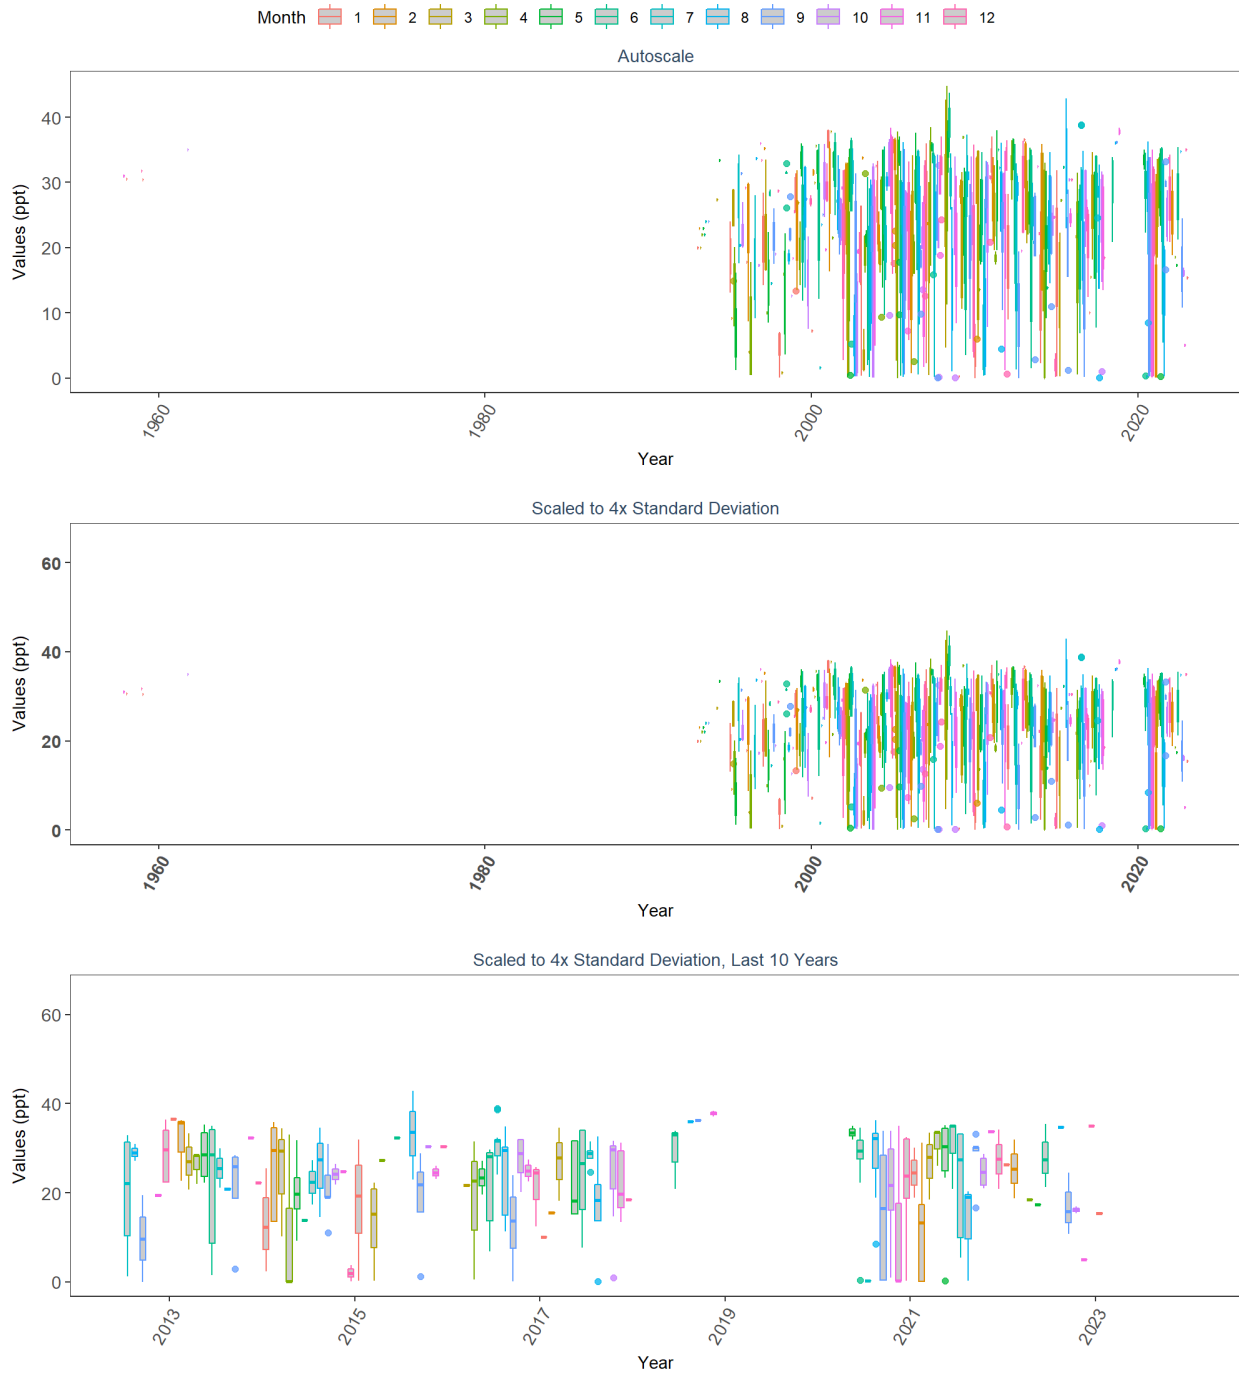 Month 1 2 3 4 5 6 7 8 9 10 11 12
Autoscale
Values (ppt)
40
30
20
10
0
1960 1980 2000 2020
Year
Scaled to 4x Standard Deviation
Values (ppt)
60
40
20
0
1960 1980 2000 2020
Year
Scaled to 4x Standard Deviation, Last 10 Years
Values (ppt)
60
40
20
0
2013 2015 2017 2019 2021 2023
Year